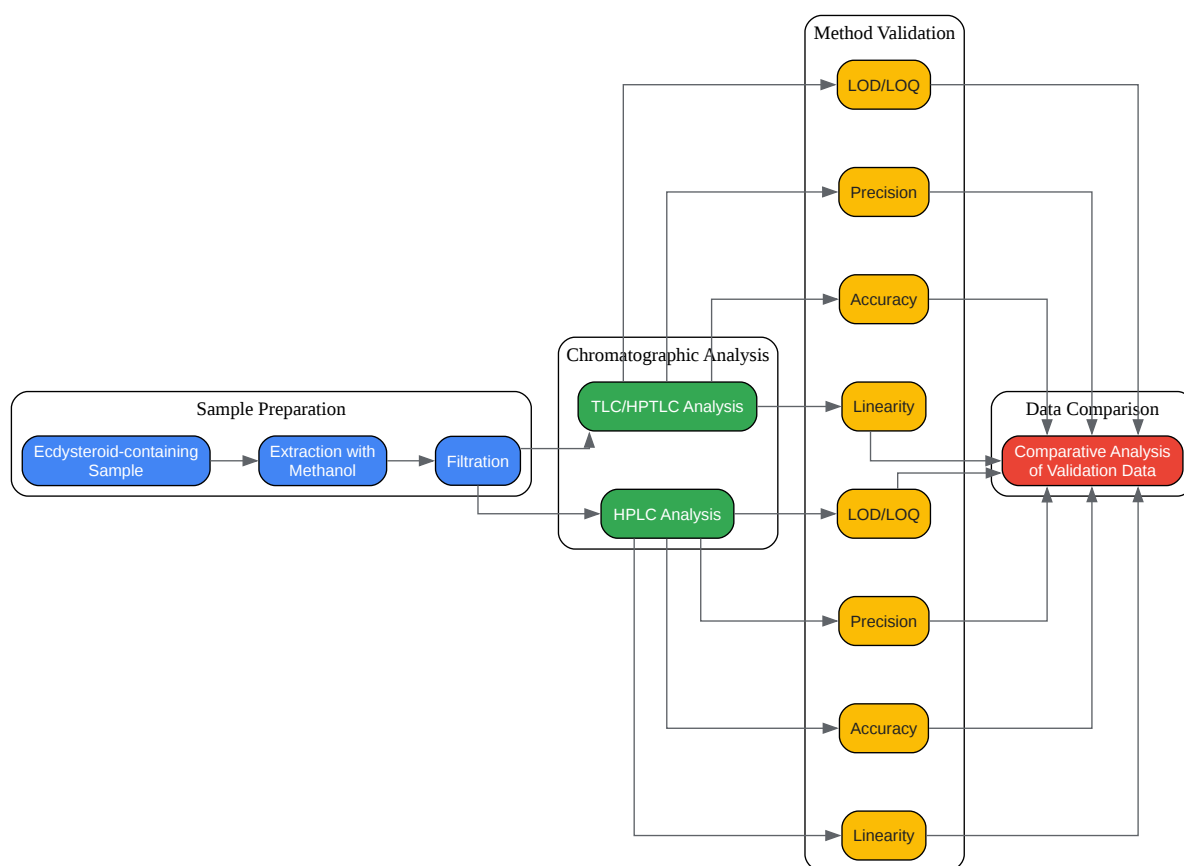 Sample Preparation
Ecdysteroid-containing
Sample
Extraction with
Methanol
Filtration
Chromatographic Analysis
TLC/HPTLC Analysis
HPLC Analysis
Method Validation
LOD/LOQ
Precision
Accuracy
Linearity
LOD/LOQ
Precision
Accuracy
Linearity
Data Comparison
Comparative Analysis
of Validation Data